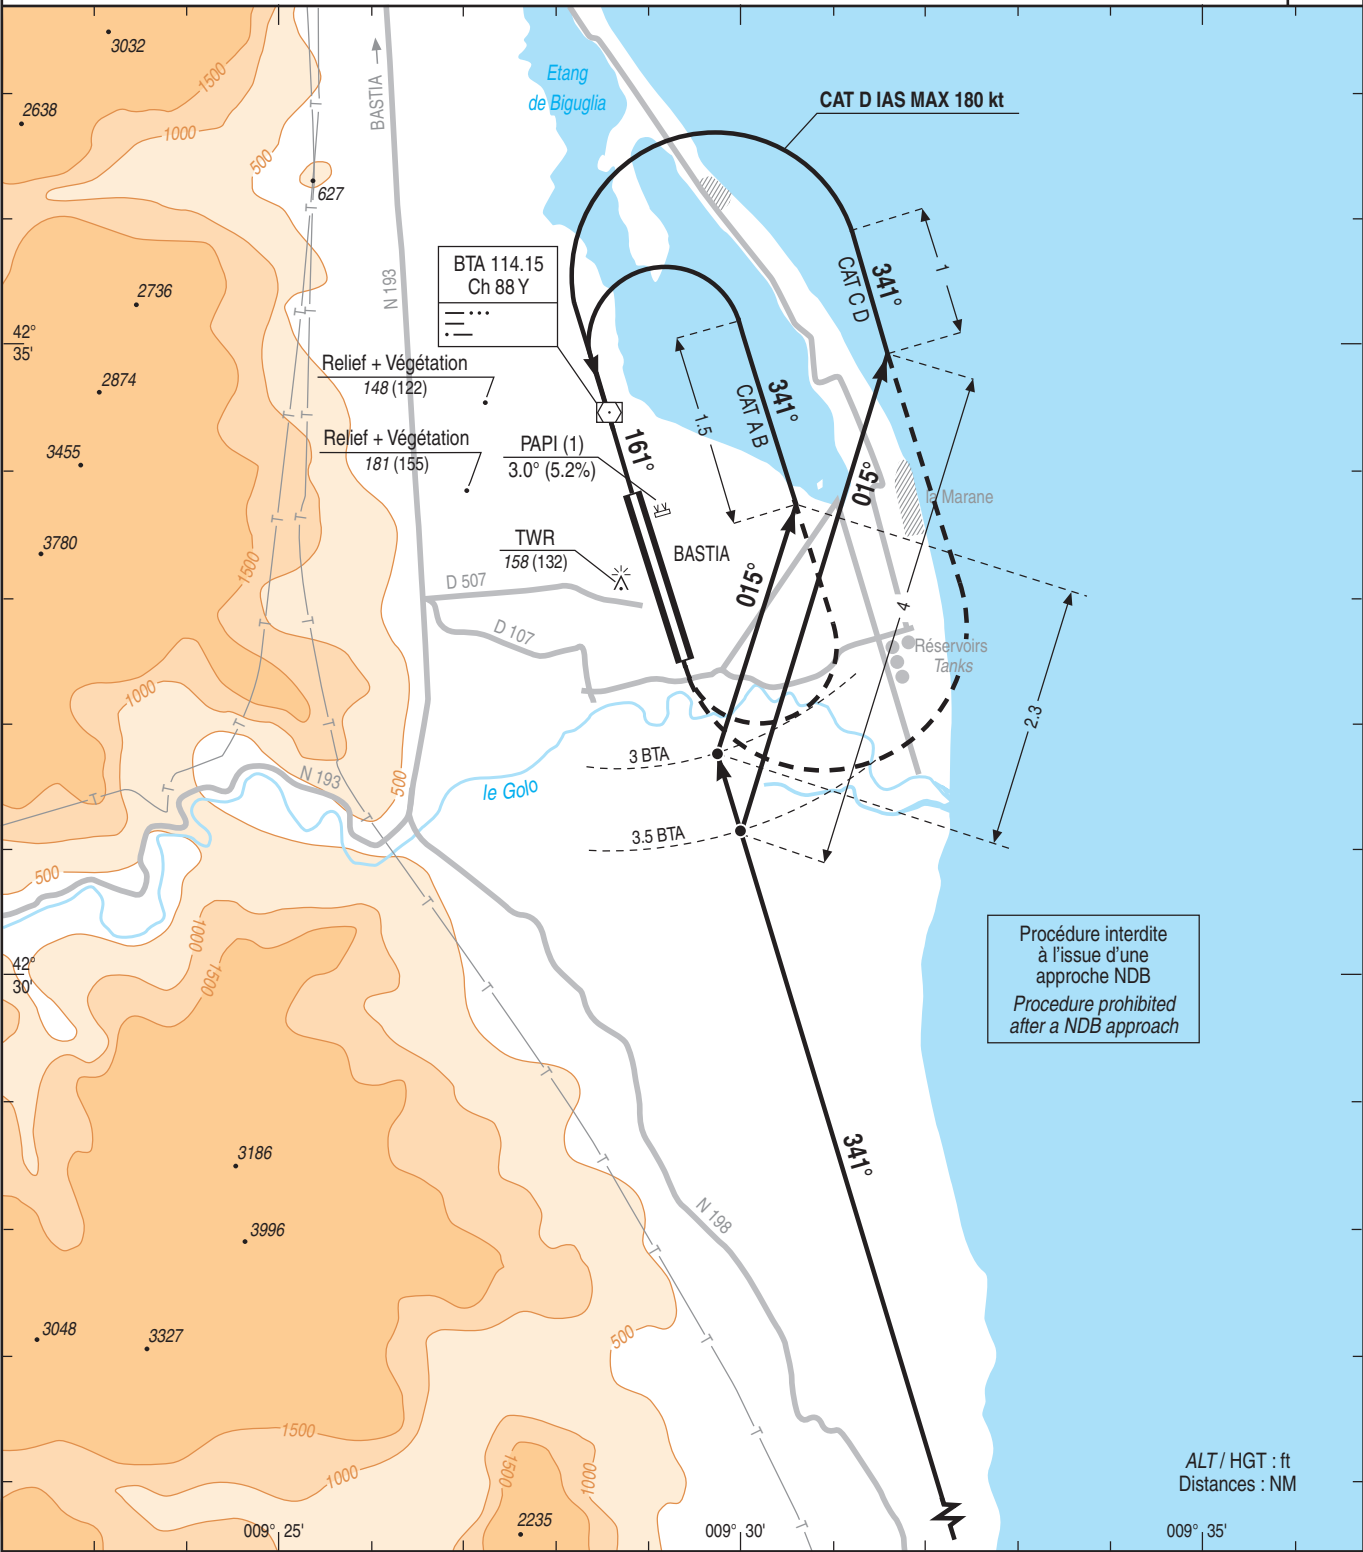 3032
1500
2638
1000
500
627
BASTIA
Etang
de Biguglia
CAT D IAS MAX 180 kt
BTA 114.15
Ch 88 Y
N 193
2736
42°
35'
2874
Relief + Végétation
148 (122)
3455
Relief + Végétation
181 (155)
PAPI (1)
3.0° (5.2%)
161°
1.5
CAT A B
341°
CAT C D
341°
1
015°
la Marane
3780
1500
TWR
158 (132)
BASTIA
015°
D 507
D 107
4
Réservoirs
Tanks
2.3
1000
3 BTA
N 193
500
le Golo
3.5 BTA
500
1000
1500
42°
30'
Procédure interdite
à l'issue d'une
approche NDB
Procedure prohibited
after a NDB approach
3186
341°
3996
N 198
3048
3327
500
1500
1000
1500
1000
2235
ALT / HGT : ft
Distances : NM
009° 25'
009° 30'
009° 35'